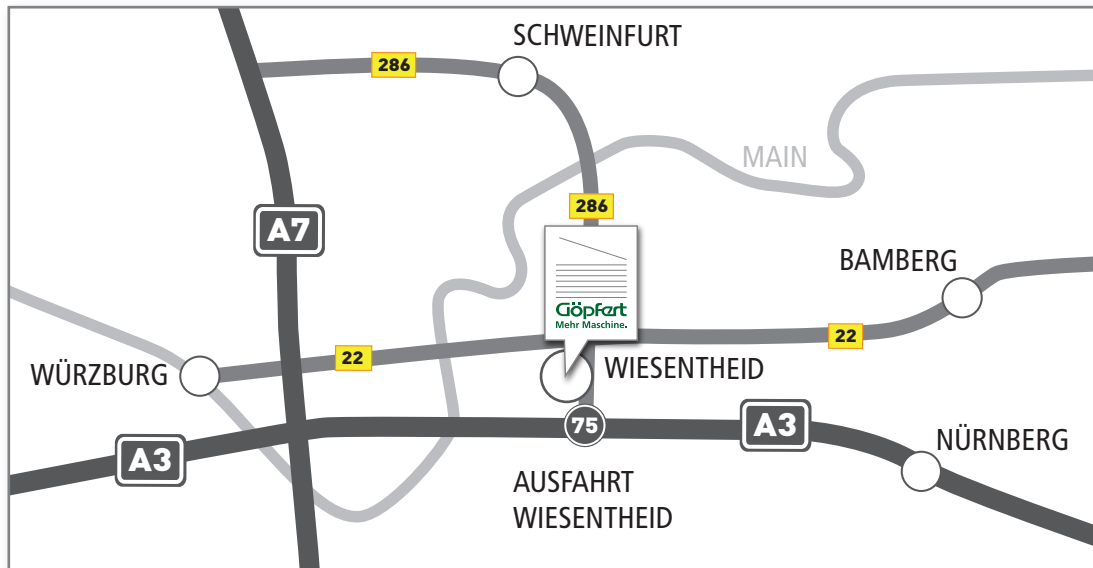 SCHWEINFURT
286
MAIN
286
A7
BAMBERG
Göpfert
Mehr Maschine.
22
22
WÜRZBURG
WIESENTHEID
75
A3
A3
NÜRNBERG
AUSFAHRT
WIESENTHEID